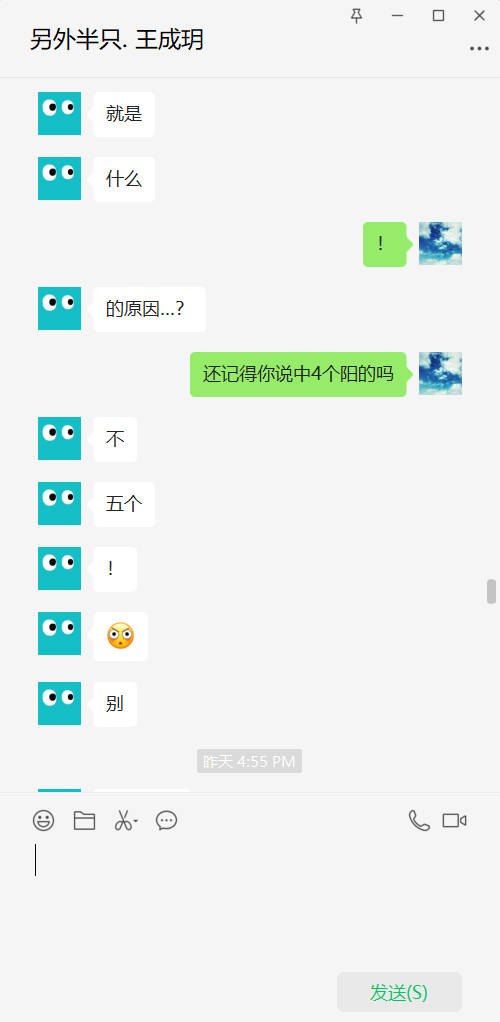 另外半只. 王成玥
就是
什么
！
的原因...？
还记得你说中4个阳的吗
不
五个
！
别
昨天 4:55 PM
发送(S)